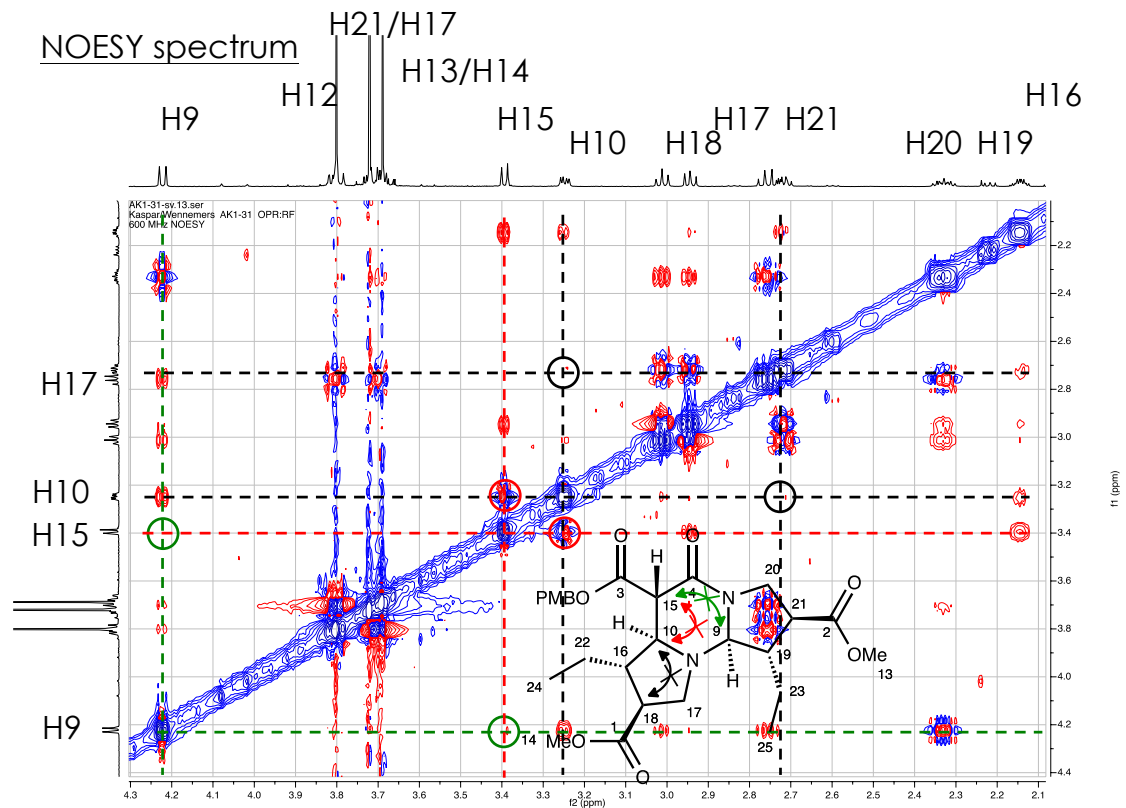 NOESY spectrum
H21/H17
H13/H14
H12
H9
H15
H10
H18
H17
H21
H20
H19
H16
AK1-31-sv.13.ser
Kaspar/Wennemers AK1-31 OPR:RF
600 MHz NOESY
H17
H10
H15
H9
2.2
2.4
2.6
2.8
3.0
3.2
3.4
3.6
3.8
4.0
4.2
4.4
f1 (ppm)
O
H
O
20
O
3
PMBO
15
4
N
21
2
H
10
9
19
OMe
22
16
N
H
13
24
23
18
17
1
14
MeO
25
O
4.3
4.2
4.1
4.0
3.9
3.8
3.7
3.6
3.5
3.4
3.3
3.2
3.1
3.0
2.9
2.8
2.7
2.6
2.5
2.4
2.3
2.2
2.1
f2 (ppm)